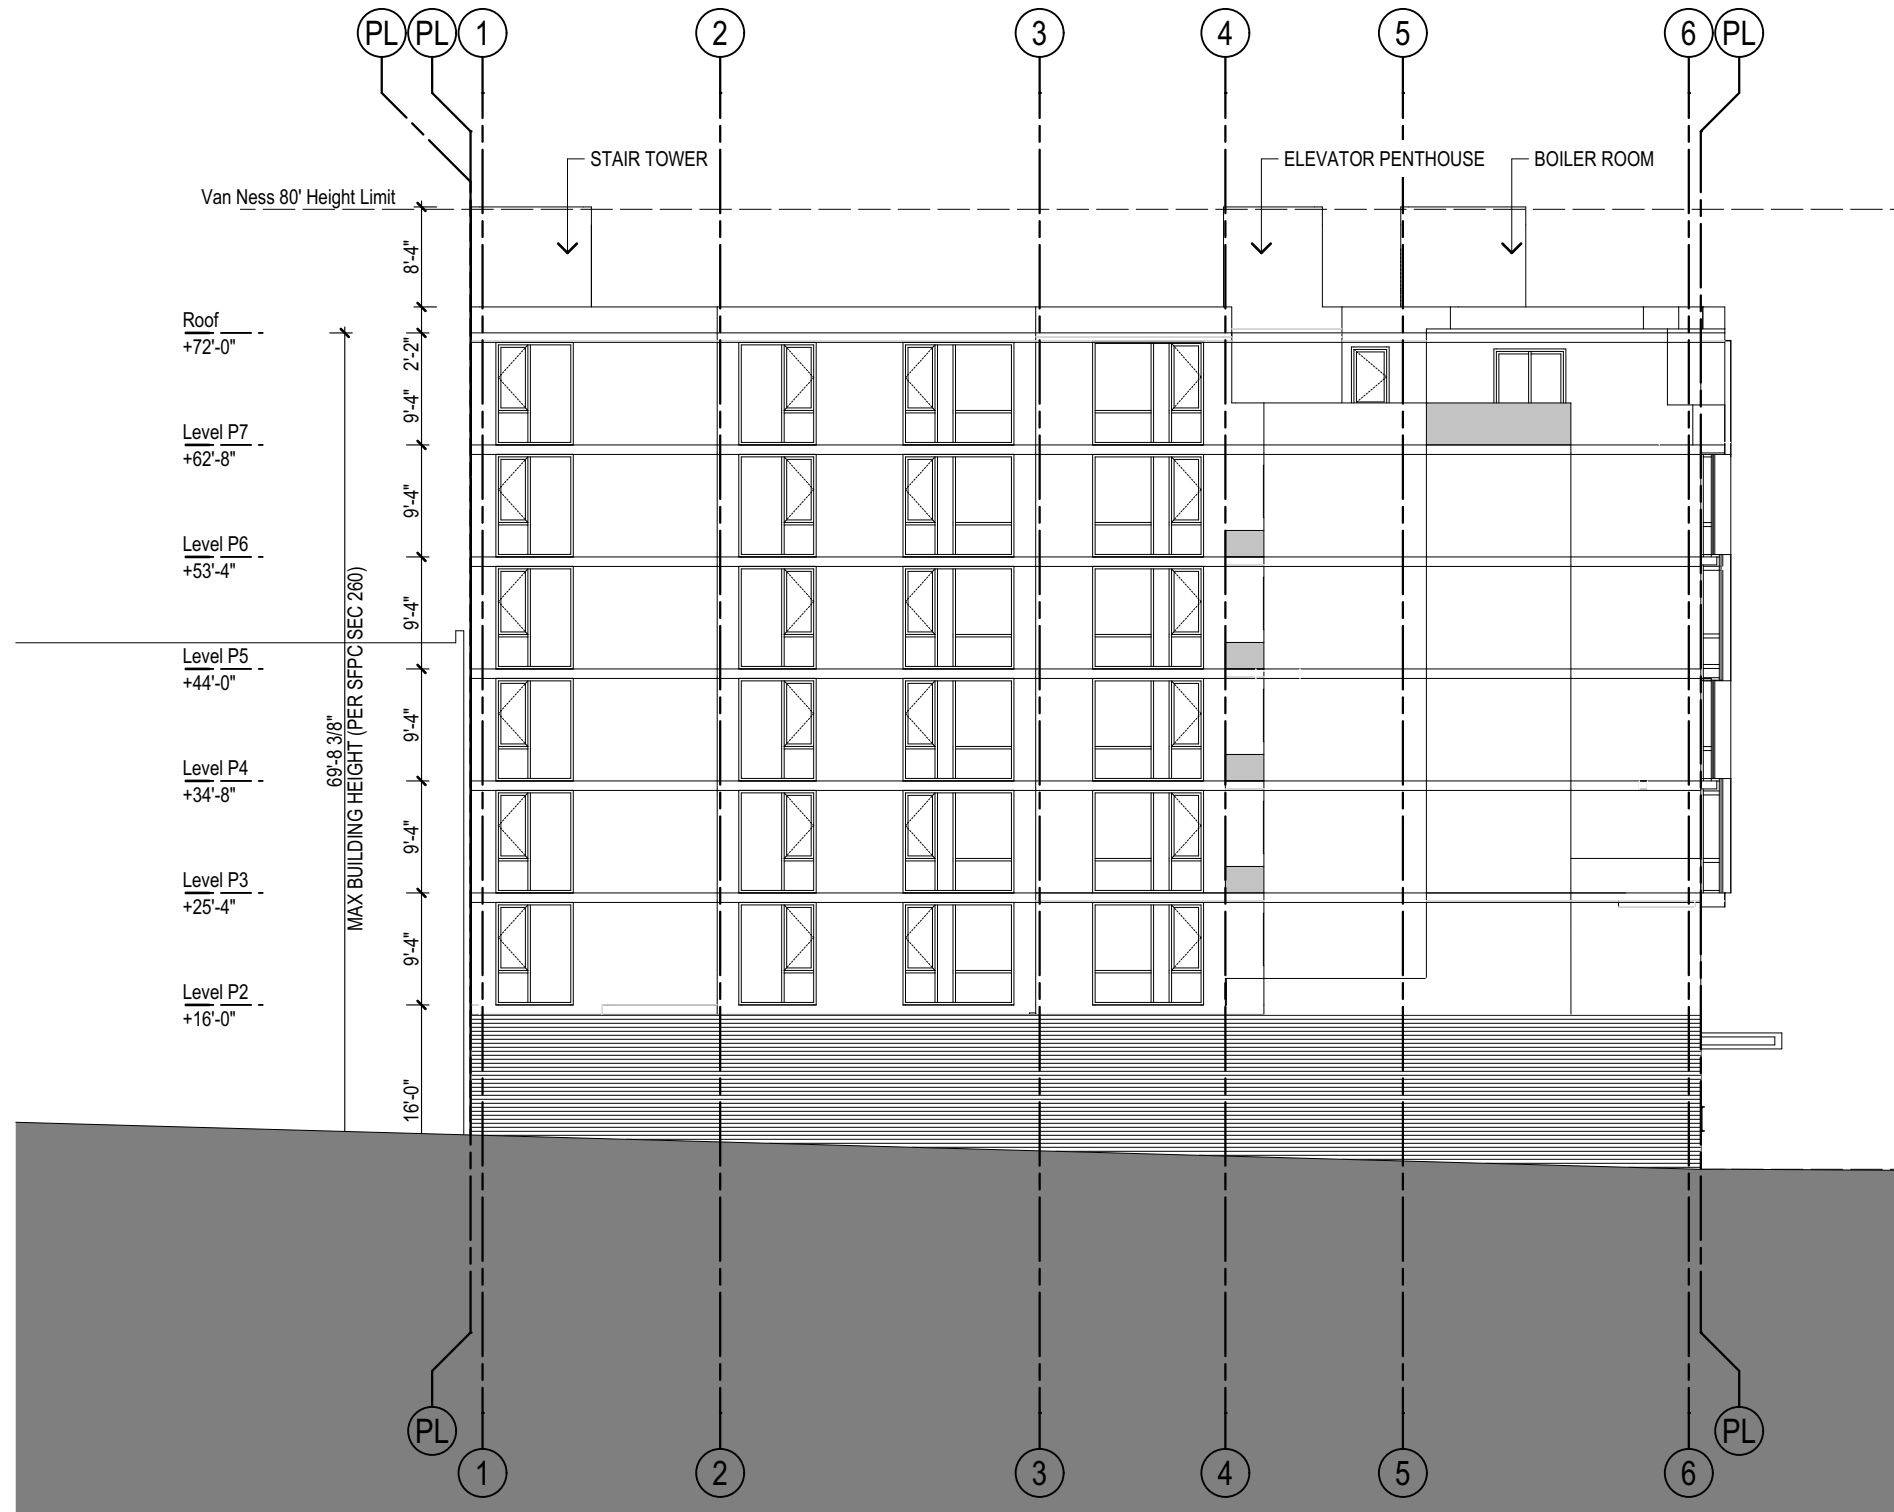 PL PL 1 2 3 4 5 6 PL
STAIR TOWER
ELEVATOR PENTHOUSE
BOILER ROOM
Van Ness 80' Height Limit
8'-4"
Roof
+72'-0"
2'-2"
9'-4"
Level P7
+62'-8"
9'-4"
Level P6
+53'-4"
9'-4"
Level P5
+44'-0"
9'-4"
Level P4
+34'-8"
9'-4"
Level P3
+25'-4"
9'-4"
Level P2
+16'-0"
16'-0"
69'-8 3/8"
MAX BUILDING HEIGHT (PER SFPC SEC 260)
PL PL
1 2 3 4 5 6